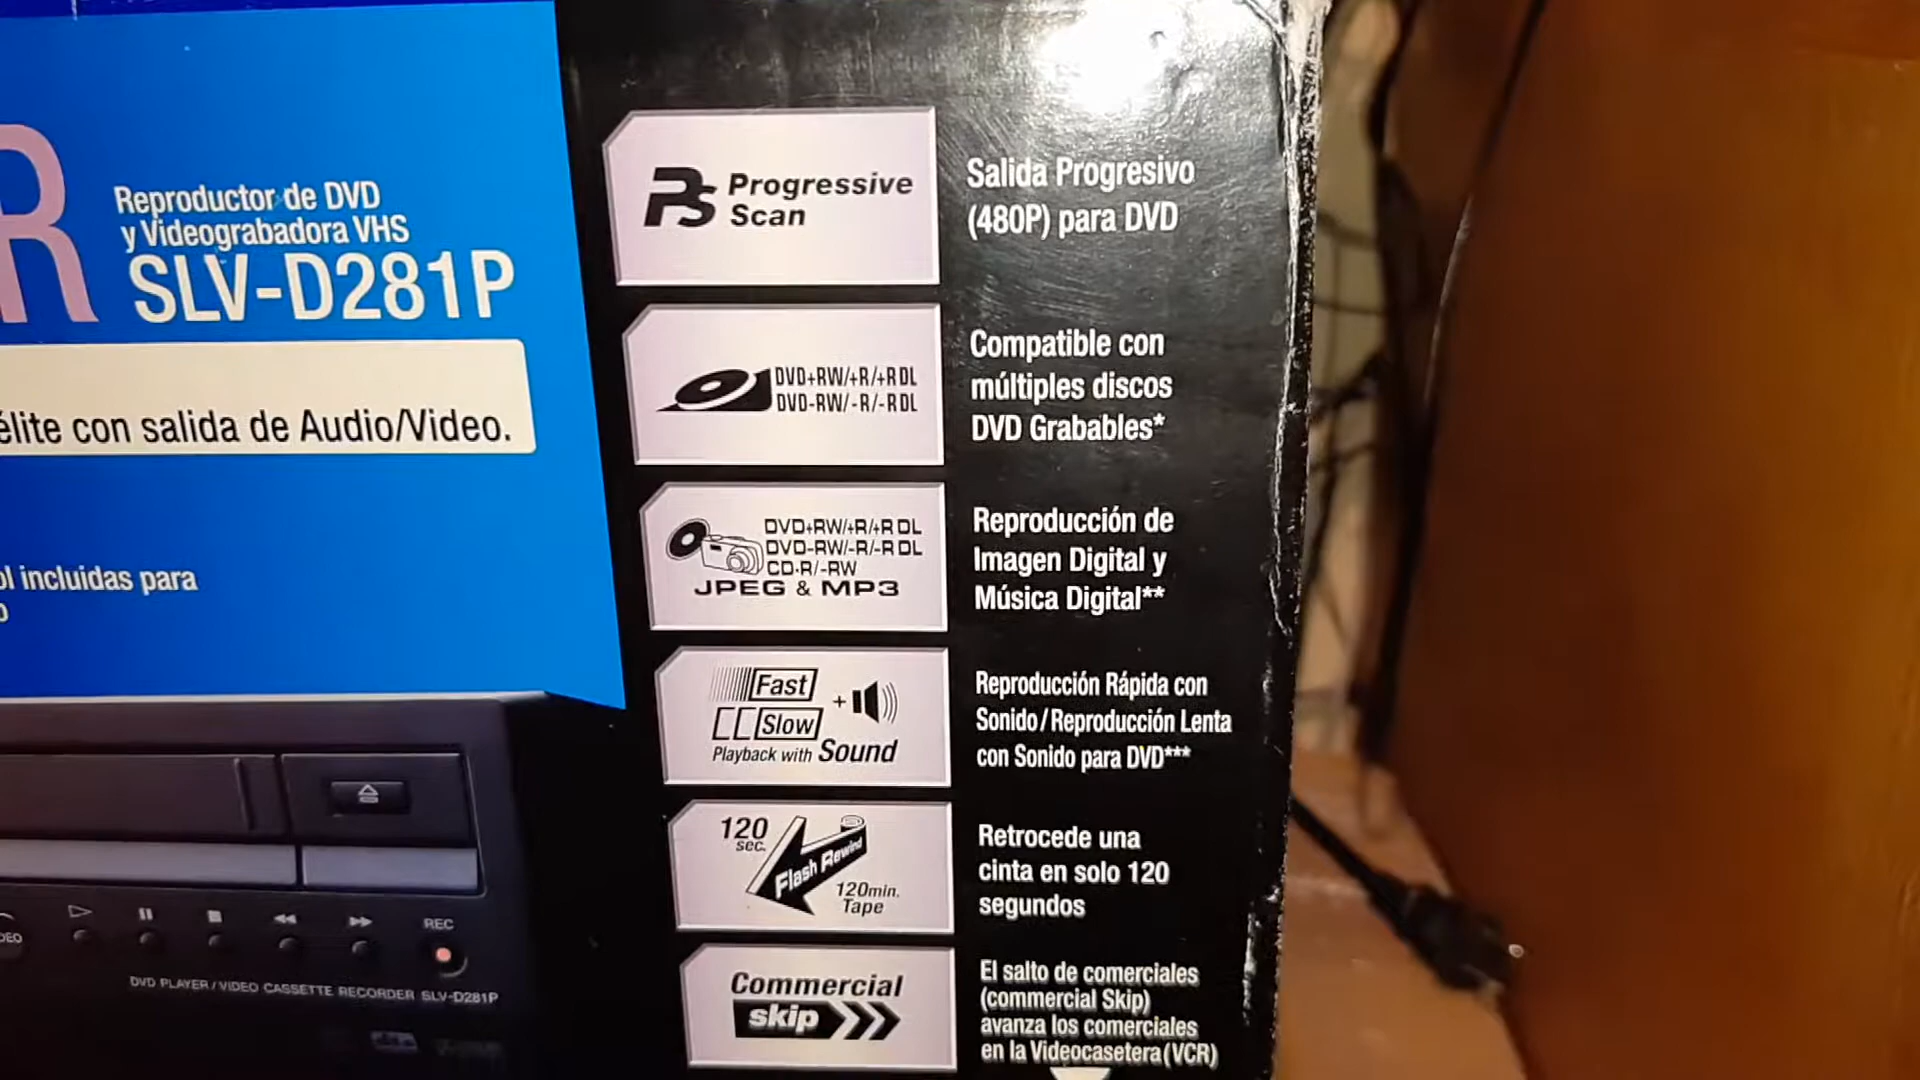 R
Reproductor de DVD
y Videograbadora VHS
SLV-D281P
élite con salida de Audio/Video.
incluidas para
PS Progressive
Scan
Salida Progresivo
(480P) para DVD
DVD+RW/+R/+R DL
DVD-RW/-R/-R DL
Compatible con
múltiples discos
DVD Grabables*
DVD+RW/+R/+R DL
DVD-RW/-R/-R DL
CD-R/-RW
JPEG & MP3
Reproducción de
Imagen Digital y
Música Digital**
Fast
Slow
+
Playback with Sound
Reproducción Rápida con
Sonido/Reproducción Lenta
con Sonido para DVD***
120
sec.
Flash Rewind
120min.
Tape
Retrocede una
cinta en solo 120
segundos
Commercial
skip
El salto de comerciales
(commercial Skip)
avanza los comerciales
en la Videocasetera(VCR)
REC
DVD PLAYER / VIDEO CASSETTE RECORDER SLV-D281P